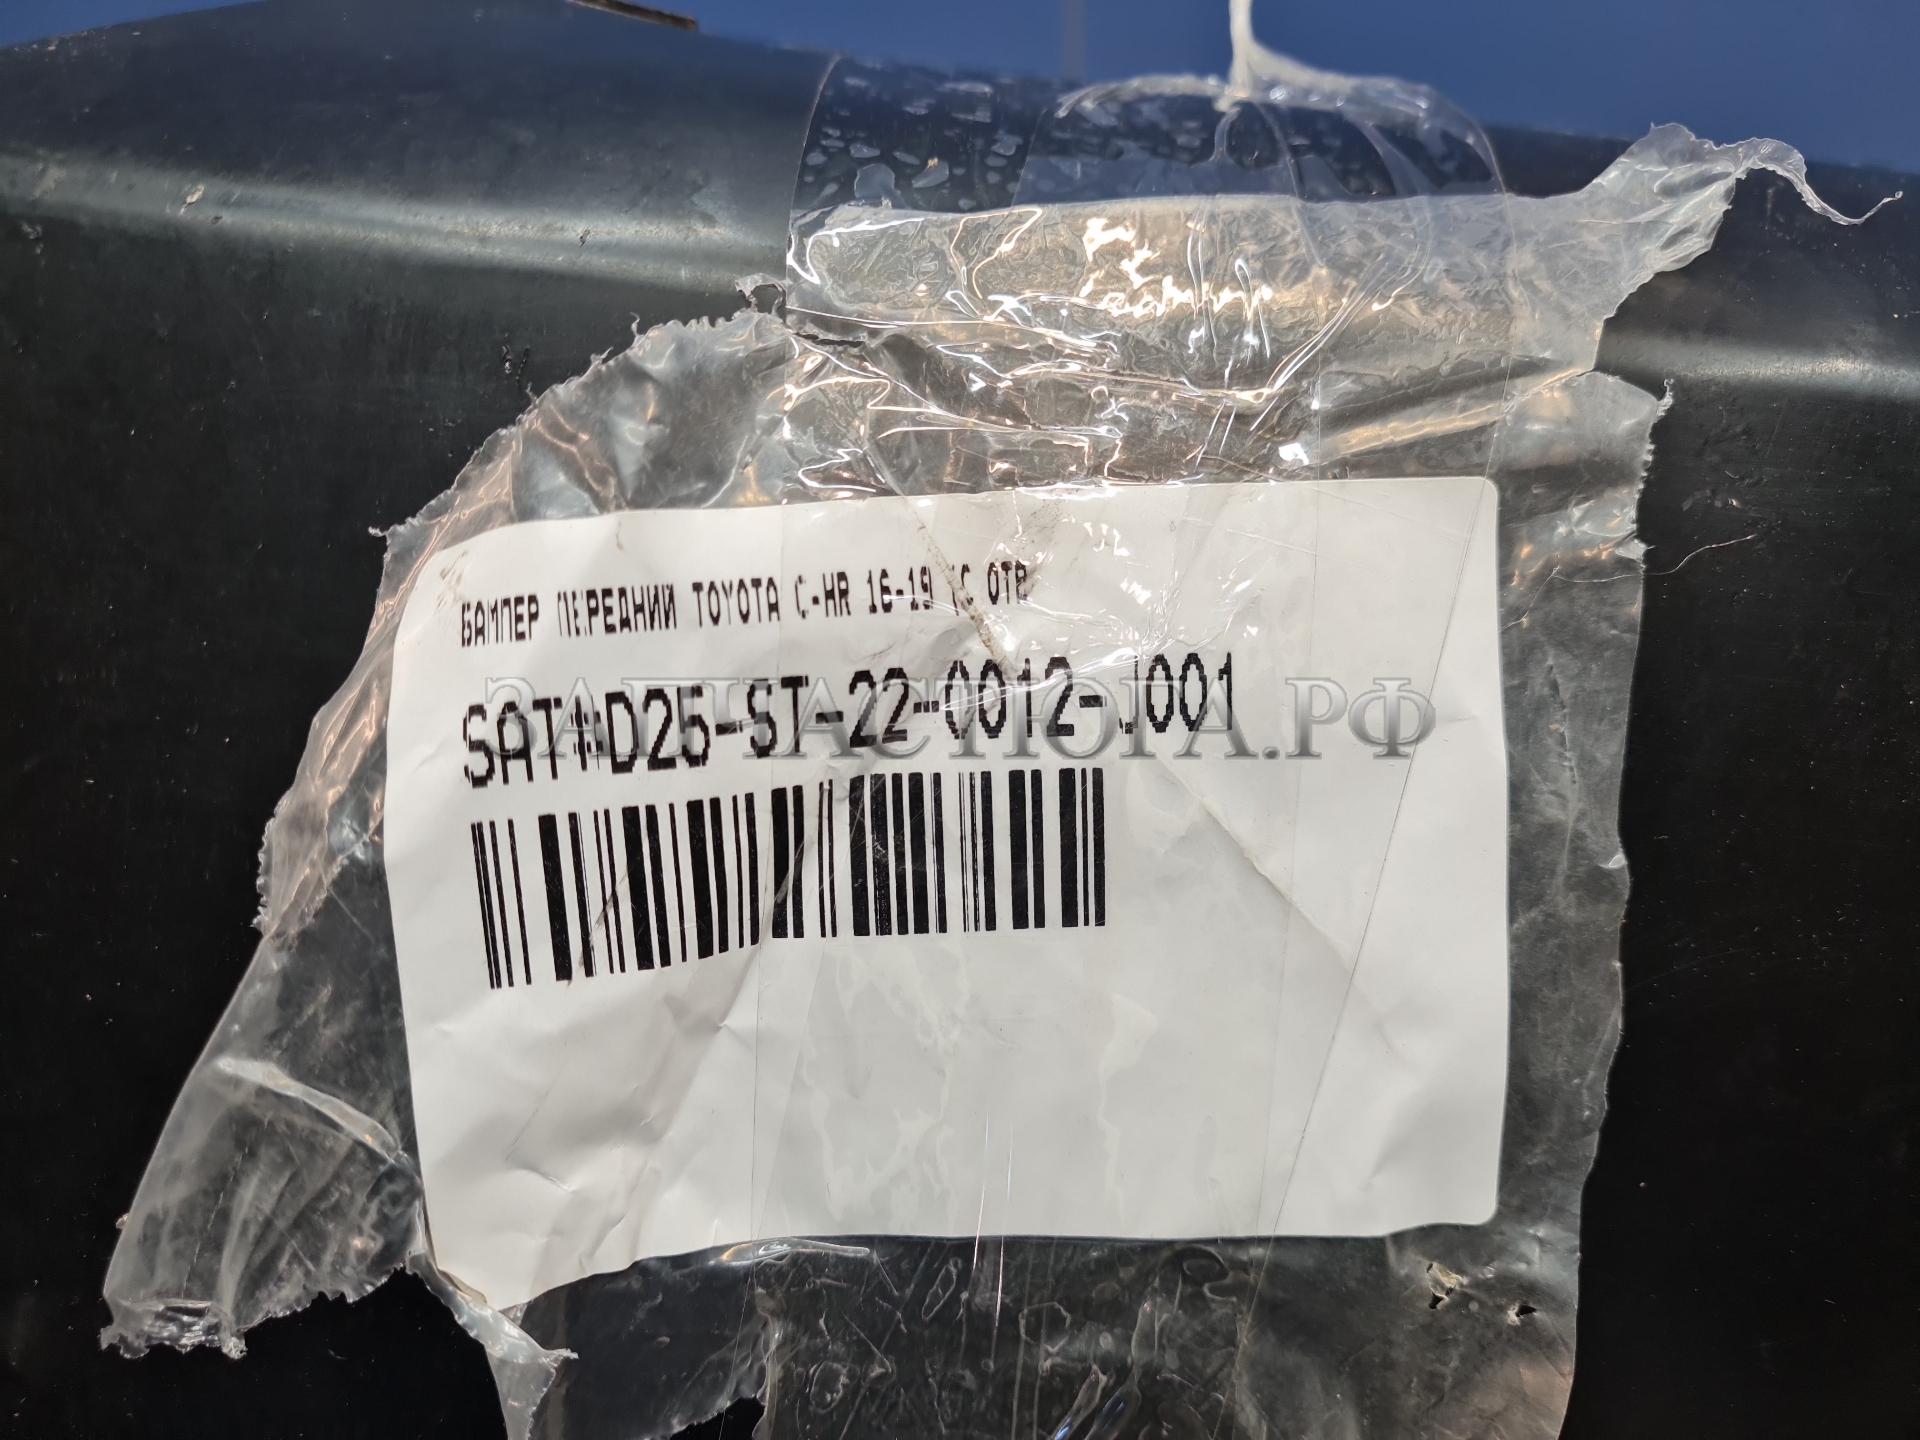 БАМПЕР ПЕРЕДНИЙ TOYOTA C-HR 16-19 (С ОТВ
SAT#D25-ST-22-0012-J001
ЗАПЧАСТЮГА.РФ